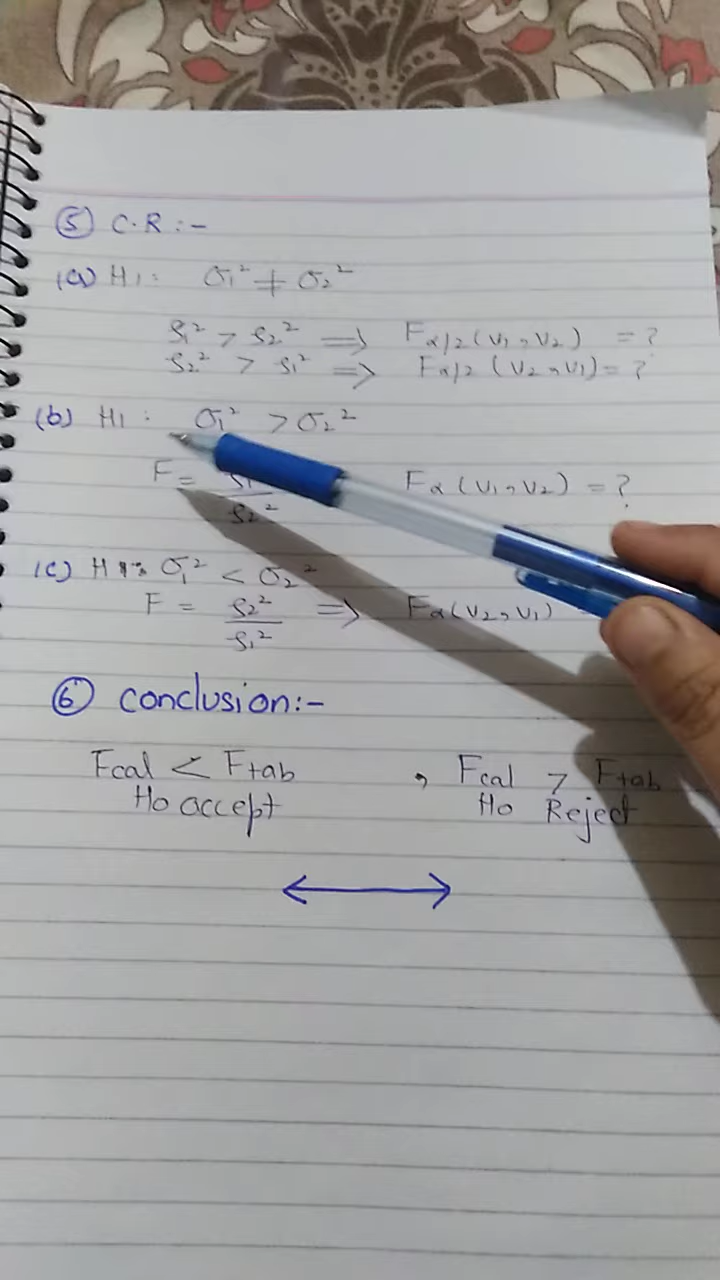 ⑤ C.R :-
(a) H1: σ1² ≠ σ2²
S1² > S2² ⟹ Fα/2 (v1, v2) = ?
S2² > S1² ⟹ Fα/2 (v2, v1) = ?
(b) H1: σ1² > σ2²
F = S1²/S2² Fα (v1, v2) = ?
(c) H1: σ1² < σ2²
F = S2²/S1² ⟹ Fα(v2, v1)
⑥ conclusion:-
Fcal < Ftab , Fcal > Ftab
Ho accept Ho Reject